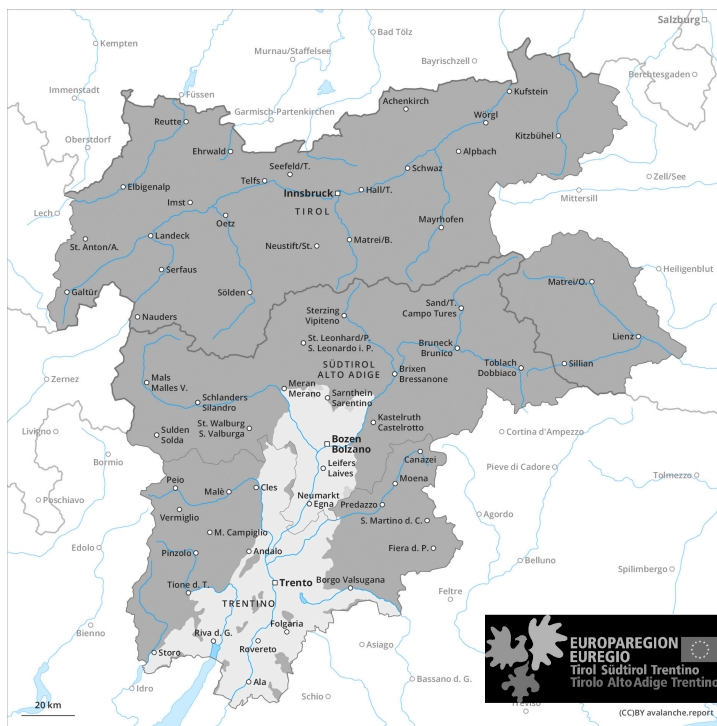 Salzburg
Kempten
Bad Tölz
Murnau/Staffelsee
Bayrischzell
Berchtesgaden
Immenstadt
Füssen
Kufstein
Achenkirch
Garmisch-Partenkirchen
Wörgl
Reutte
Oberstdorf
Kitzbühel
Ehrwald
Alpbach
Seefeld/T.
Schwaz
Zell/See
Telfs
Elbigenalp
Innsbruck
Hall/T.
Mittersill
Imst
TIROL
Lech
Oetz
Mayrhofen
Landeck
Matrei/B.
St. Anton/A.
Neustift/St.
Serfaus
Heiligenblut
Matrei/O.
Galtür
Sölden
Sand/T.
Campo Tures
Sterzing
Vipiteno
Nauders
Lienz
St. Leonhard/P.
S. Leonardo i. P.
Bruneck
Brunico
SÜDTIROL
ALTO ADIGE
Toblach
Dobbiaco
Sillian
Brixen
Bressanone
Zernez
Mals
Malles V.
Meran
Merano
Sarnthein
Sarentino
Schlanders
Silandro
St. Walburg
S. Valburga
Kastelruth
Castelrotto
Livigno
Sulden
Solda
Cortina d'Ampezzo
Bozen
Bolzano
Bormio
Canazei
Pieve di Cadore
Leifers
Laives
Tolmezzo
Peio
Malè
Cles
Moena
Poschiavo
Neumarkt
Egna
Predazzo
Vermiglio
Agordo
S. Martino d. C.
M. Campiglio
Edolo
Pinzolo
Andalo
Fiera d. P.
Belluno
Spilimbergo
Tione d. T.
Trento
Borgo Valsugana
Feltre
TRENTINO
Folgaria
Bienno
Riva d. G.
Rovereto
Asiago
Storo
Bassano d. G.
Ala
Idro
Schio
Treviso
EUROPAREGION
EUREGIO
Tirol Südtirol Trentino
Tirolo Alto Adige Trentino
20 km
(CC)BY avalanche.report